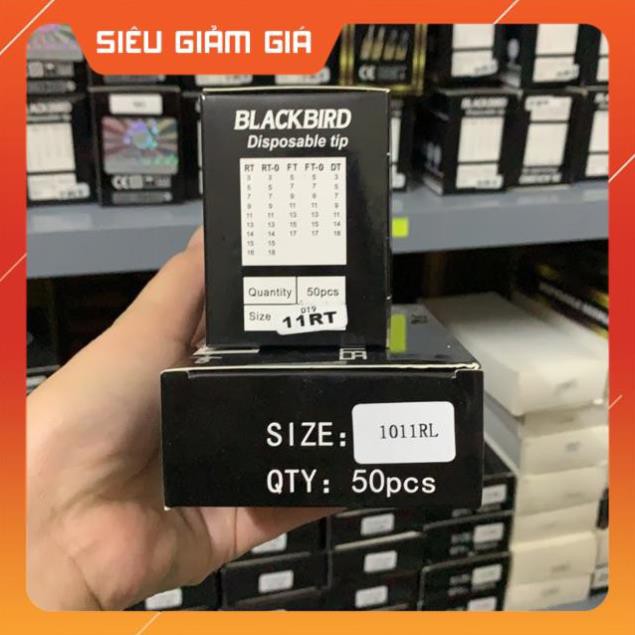 SIÊU GIẢM GIÁ
BLACKBIRD
Disposable tip
RT RT-0 FT FT-0 DT
3 3 5 5 3
5 5 7 7 5
7 7 9 9 7
9 9 11 11 9
11 11 13 13 11
13 13 15 15 13
14 14 17 17 18
15 15
16 18
Quantity 50pcs
Size 019
11RT
SIZE: 1011RL
QTY: 50pcs